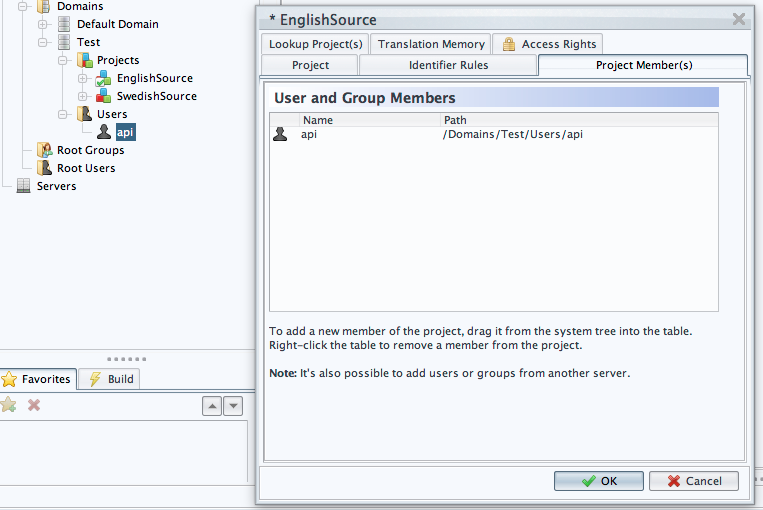 Domains
Default Domain
Test
Projects
EnglishSource
SwedishSource
Users
api
Root Groups
Root Users
Servers
Favorites
Build
* EnglishSource
Lookup Project(s)
Translation Memory
Access Rights
Project
Identifier Rules
Project Member(s)
User and Group Members
Name Path
api /Domains/Test/Users/api
To add a new member of the project, drag it from the system tree into the table.
Right-click the table to remove a member from the project.
Note: It's also possible to add users or groups from another server.
OK
Cancel